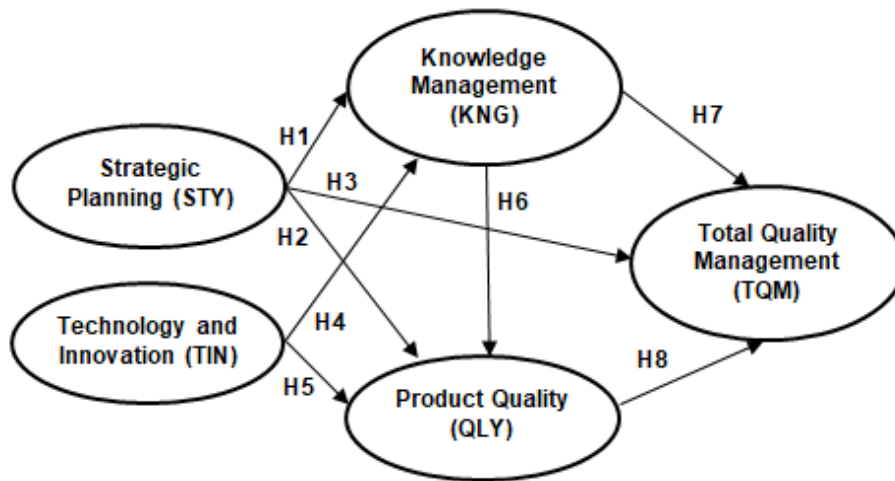 Knowledge
Management
(KNG)
H7
H1
Strategic
Planning (STY)
H3
H6
H2
Total Quality
Management
(TQM)
Technology and
Innovation (TIN)
H4
H5
H8
Product Quality
(QLY)